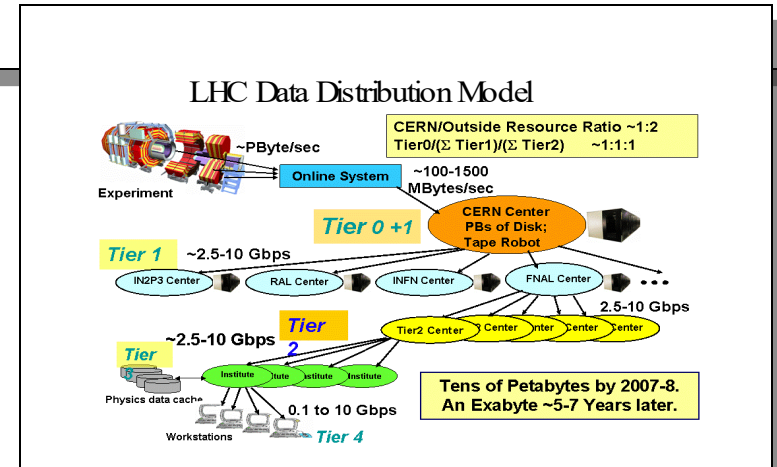 LHC Data Distribution Model
CERN/Outside Resource Ratio ~1:2
Tier0/(Σ Tier1)/(Σ Tier2) ~1:1:1
~PByte/sec
Online System
~100-1500
MBytes/sec
Experiment
CERN Center
PBs of Disk;
Tape Robot
Tier 0 +1
Tier 1
~2.5-10 Gbps
IN2P3 Center
RAL Center
INFN Center
FNAL Center
2.5-10 Gbps
Tier 2
~2.5-10 Gbps
Tier2 Center
Center
Center
Center
Tier 3
Institute
Institute
Physics data cache
0.1 to 10 Gbps
Workstations
Tier 4
Tens of Petabytes by 2007-8.
An Exabyte ~5-7 Years later.